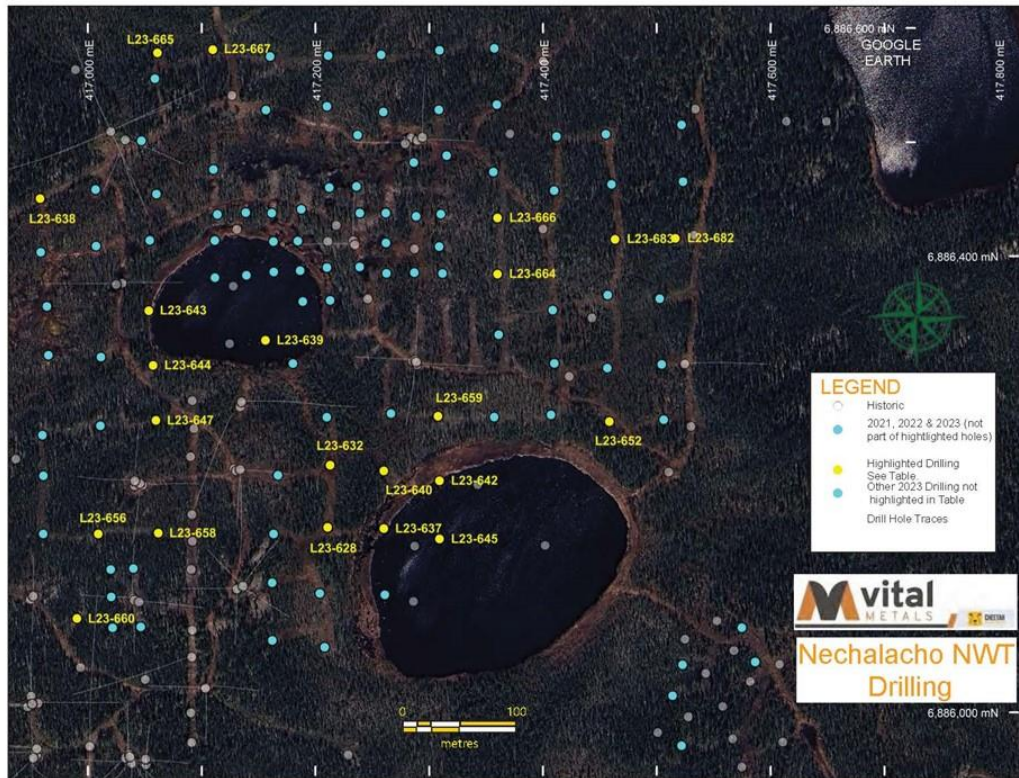 417,000 mE
417,200 mE
417,400 mE
417,600 mE
417,800 mE
6,886,600 mN
GOOGLE
EARTH
L23-665
L23-667
L23-638
L23-666
L23-683
L23-682
6,886,400 mN
L23-664
L23-643
L23-639
L23-644
L23-659
L23-647
L23-652
L23-632
L23-640
L23-642
L23-656
L23-658
L23-628
L23-637
L23-645
L23-660
LEGEND
Historic
2021, 2022 & 2023 (not
part of hightlighted holes)
Highlighted Drilling
See Table.
Other 2023 Drilling not
highlighted in Table
Drill Hole Traces
vital
METALS
CHEETAH
Nechalacho NWT
Drilling
6,886,000 mN
0
100
metres